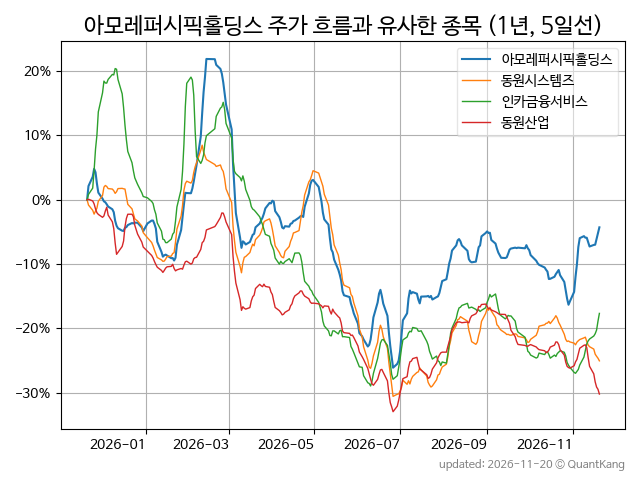 아모레퍼시픽홀딩스 주가 흐름과 유사한 종목 (1년, 5일선)
아모레퍼시픽홀딩스
동원시스템즈
인카금융서비스
동원산업
20%
10%
0%
−10%
−20%
−30%
2026-01
2026-03
2026-05
2026-07
2026-09
2026-11
updated: 2026-11-20 © QuantKang